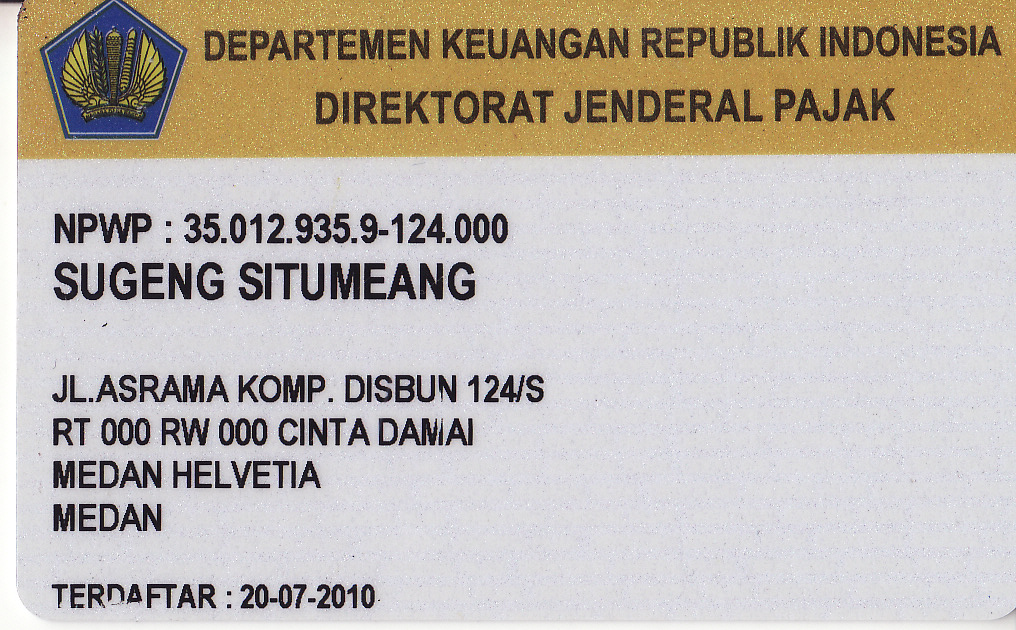 DEPARTEMEN KEUANGAN REPUBLIK INDONESIA
DIREKTORAT JENDERAL PAJAK
NPWP : 35.012.935.9-124.000
SUGENG SITUMEANG
JL.ASRAMA KOMP. DISBUN 124/S
RT 000 RW 000 CINTA DAMAI
MEDAN HELVETIA
MEDAN
TERDAFTAR : 20-07-2010